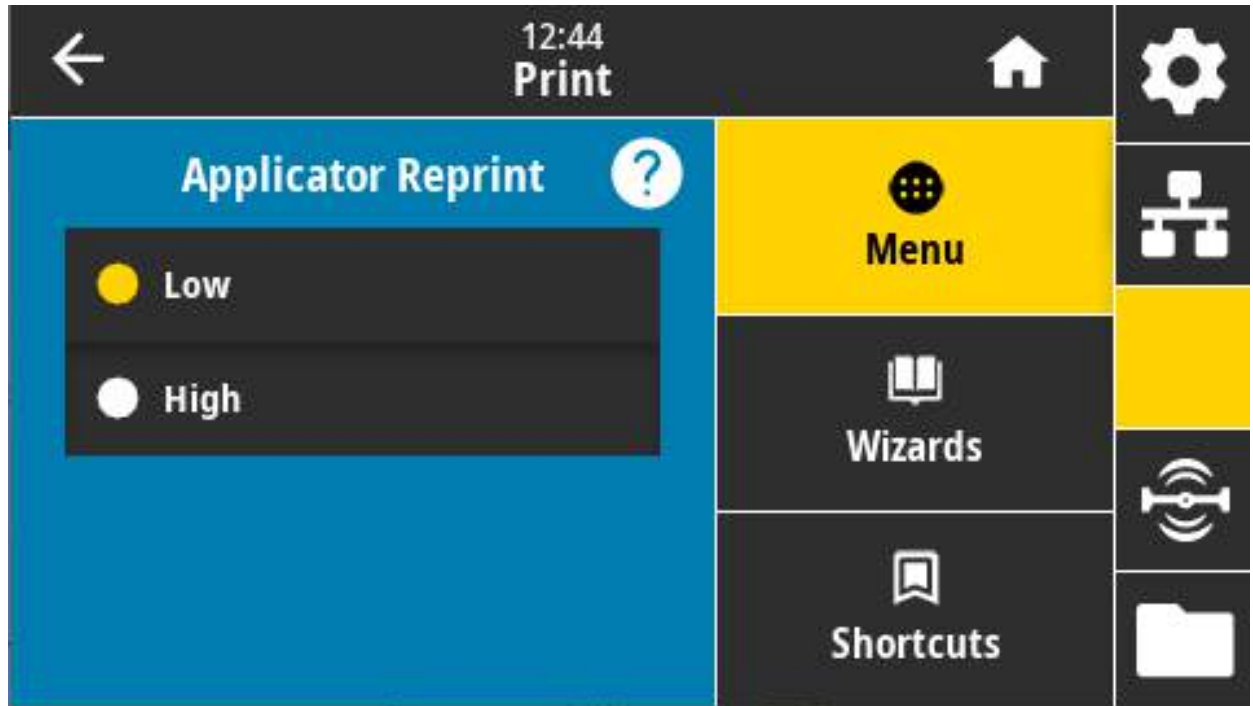 12:44
Print
Applicator Reprint
?
Low
High
Menu
Wizards
Shortcuts